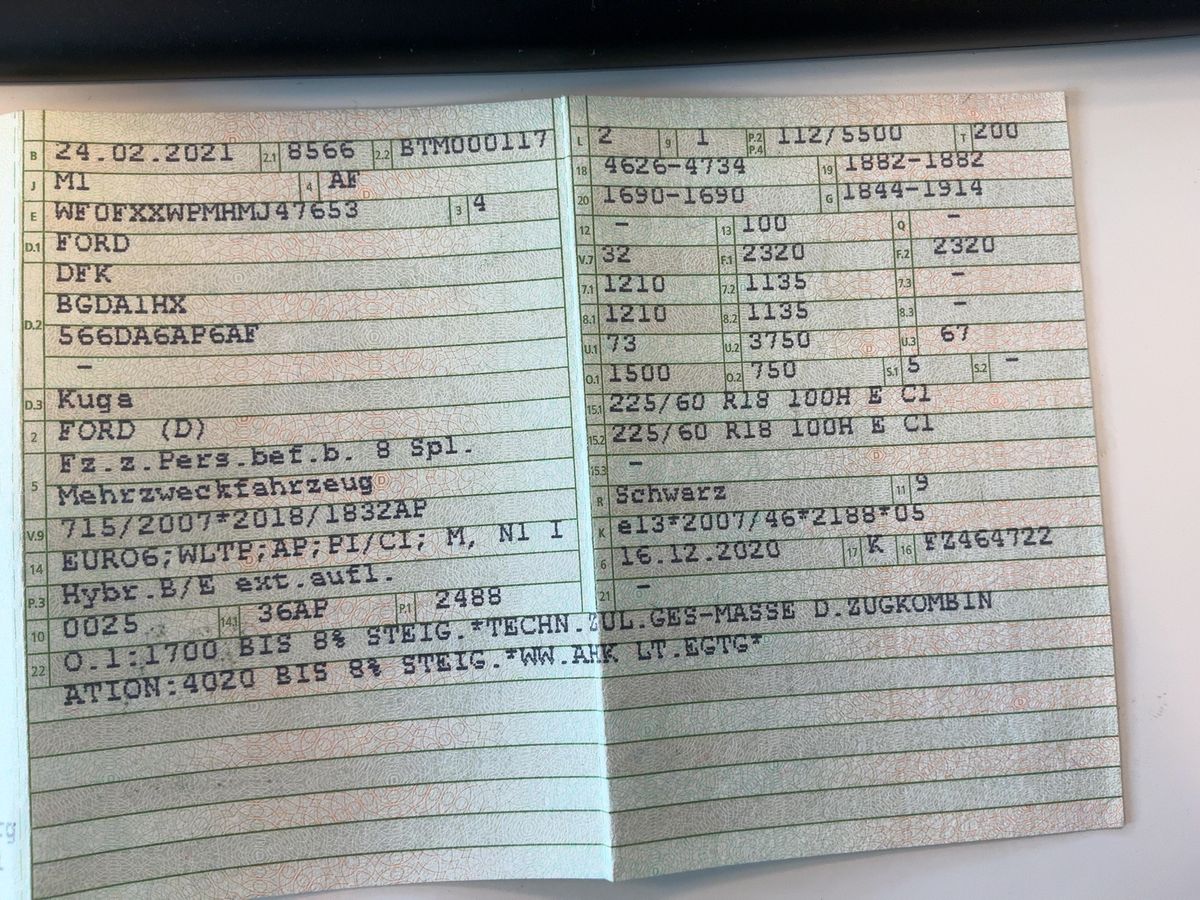 B 24.02.2021 2.1 8566 2.2 BTM000117
J M1 4 AF
E WF0FXXWPMHMJ47653 3 4
D.1 FORD
DFK
D.2 BGDA1HX
566DA6AP6AF
-
D.3 Kuga
2 FORD (D)
5 Fz.z.Pers.bef.b. 8 Spl.
Mehrzweckfahrzeug
V.9 715/2007*2018/1832AP
14 EURO6;WLTP;AP;PI/CI; M, N1 I
P.3 Hybr.B/E ext.aufl.
10 0025 14.1 36AP P.1 2488
L 2 9 1 P.2 P.4 112/5500 T 200
18 4626-4734 19 1882-1882
20 1690-1690 G 1844-1914
12 - 13 100 Q -
V.7 32 F.1 2320 F.2 2320
7.1 1210 7.2 1135 7.3 -
8.1 1210 8.2 1135 8.3 -
U.1 73 U.2 3750 U.3 67
O.1 1500 O.2 750 S.1 5 S.2 -
15.1 225/60 R18 100H E C1
15.2 225/60 R18 100H E C1
15.3 -
R Schwarz 11 9
K e13*2007/46*2188*05
6 16.12.2020 17 K 16 FZ464722
21 -
22 O.1:1700 BIS 8% STEIG.*TECHN.ZUL.GES-MASSE D.ZUGKOMBIN
ATION:4020 BIS 8% STEIG.*WW.AHK LT.EGTG*